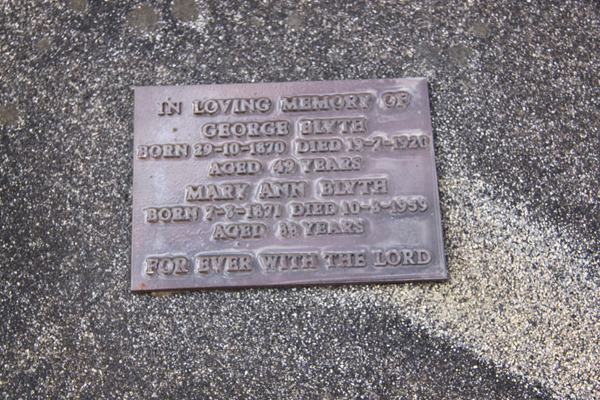 IN LOVING MEMORY OF
GEORGE BLYTH
BORN 29-10-1870 DIED 19-7-1920
AGED 49 YEARS
MARY ANN BLYTH
BORN 7-3-1871 DIED 10-8-1959
AGED 88 YEARS
FOR EVER WITH THE LORD